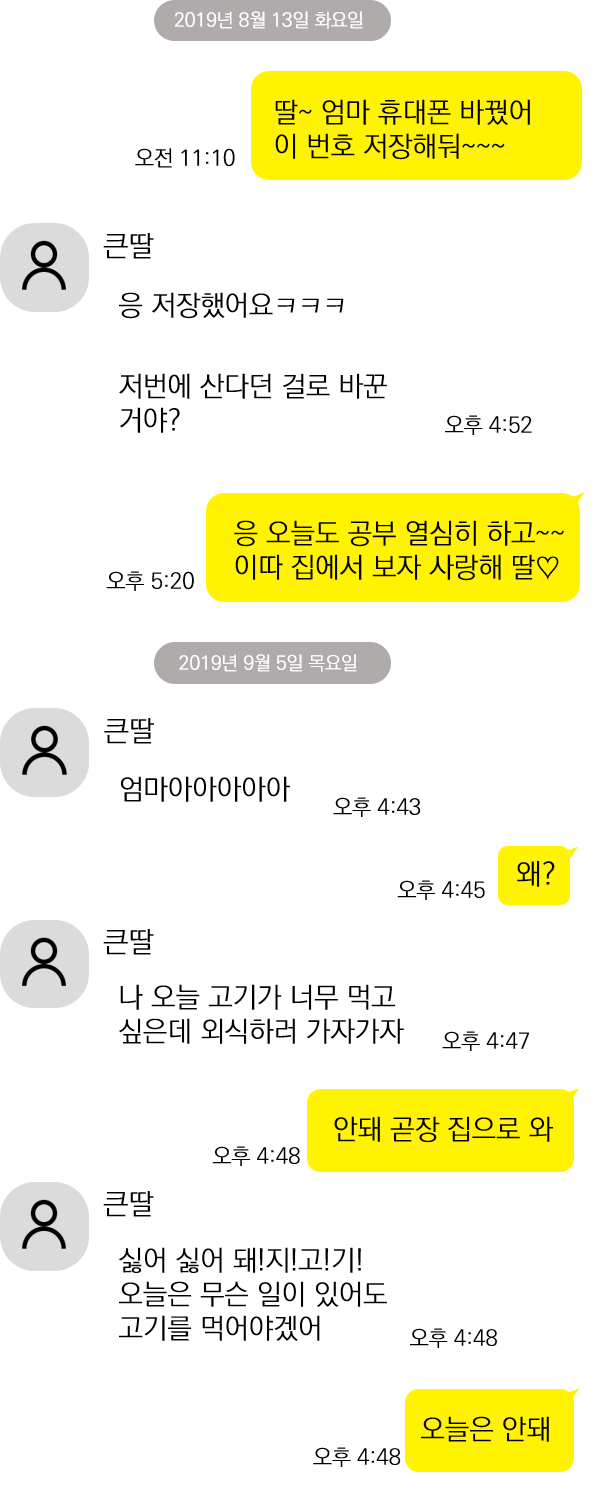 2019년 8월 13일 화요일
딸~ 엄마 휴대폰 바꿨어
이 번호 저장해둬~~~
오전 11:10
큰딸
응 저장했어요ㅋㅋㅋ
저번에 산다던 걸로 바꾼
거야?
오후 4:52
응 오늘도 공부 열심히 하고~~
이따 집에서 보자 사랑해 딸♡
오후 5:20
2019년 9월 5일 목요일
큰딸
엄마아아아아아
오후 4:43
왜?
오후 4:45
큰딸
나 오늘 고기가 너무 먹고
싶은데 외식하러 가자가자
오후 4:47
안돼 곧장 집으로 와
오후 4:48
큰딸
싫어 싫어 돼!지!고!기!
오늘은 무슨 일이 있어도
고기를 먹어야겠어
오후 4:48
오늘은 안돼
오후 4:48